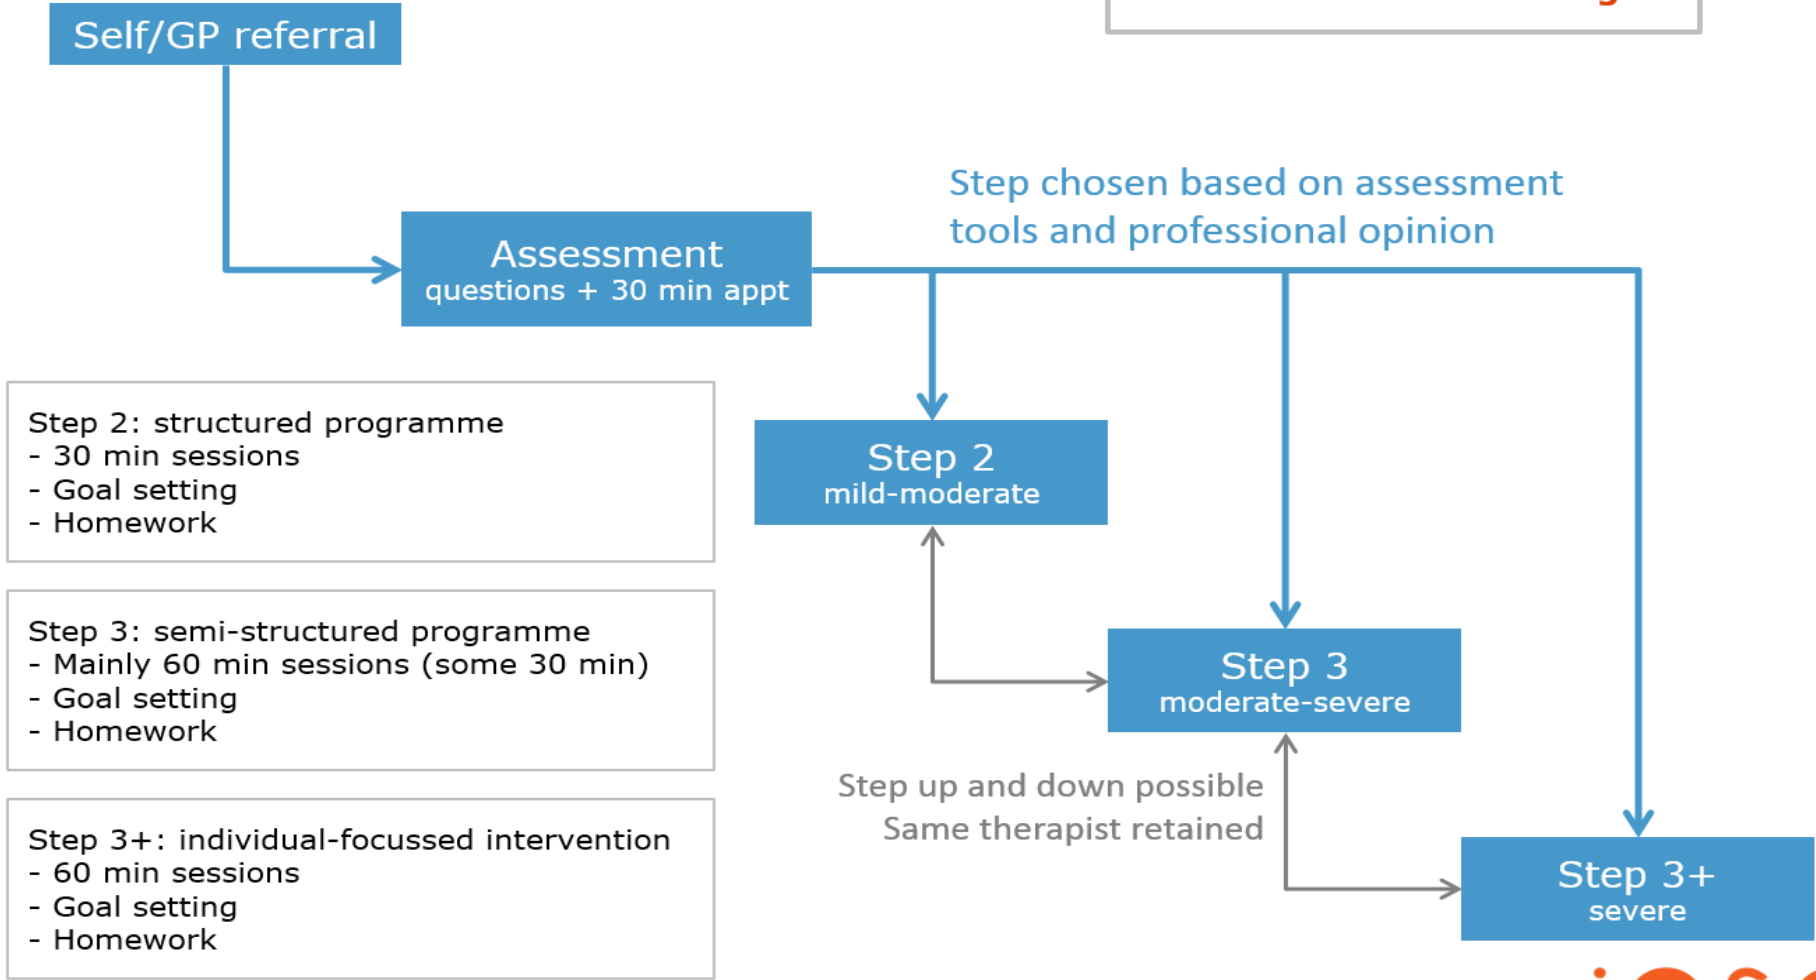 Self/GP referral
Step chosen based on assessment
tools and professional opinion
Assessment
questions + 30 min appt
Step 2: structured programme
- 30 min sessions
- Goal setting
- Homework
Step 2
mild-moderate
Step 3: semi-structured programme
- Mainly 60 min sessions (some 30 min)
- Goal setting
- Homework
Step 3
moderate-severe
Step up and down possible
Same therapist retained
Step 3+: individual-focussed intervention
- 60 min sessions
- Goal setting
- Homework
Step 3+
severe